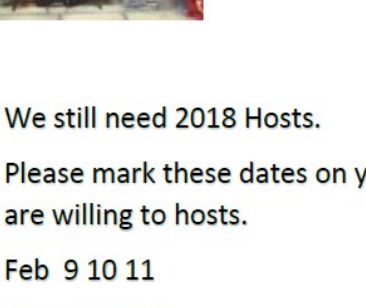 We still need 2018 Hosts.
Please mark these dates on y
are willing to hosts.
Feb 9 10 11